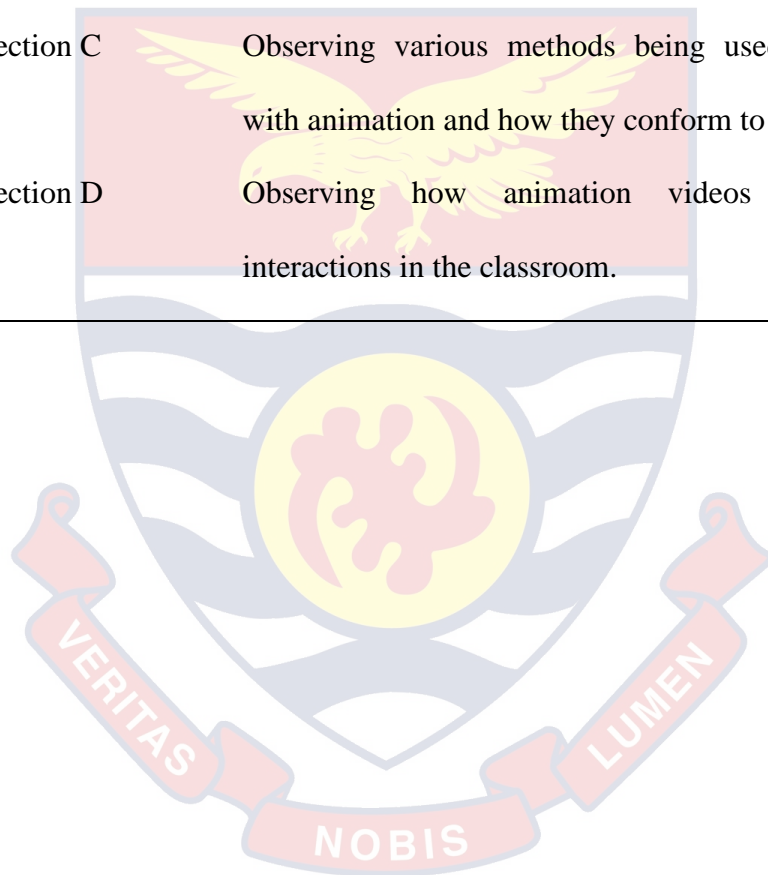 ection C Observing various methods being used
with animation and how they conform to
ection D Observing how animation videos
interactions in the classroom.
VERITAS
NOBIS
LUMEN